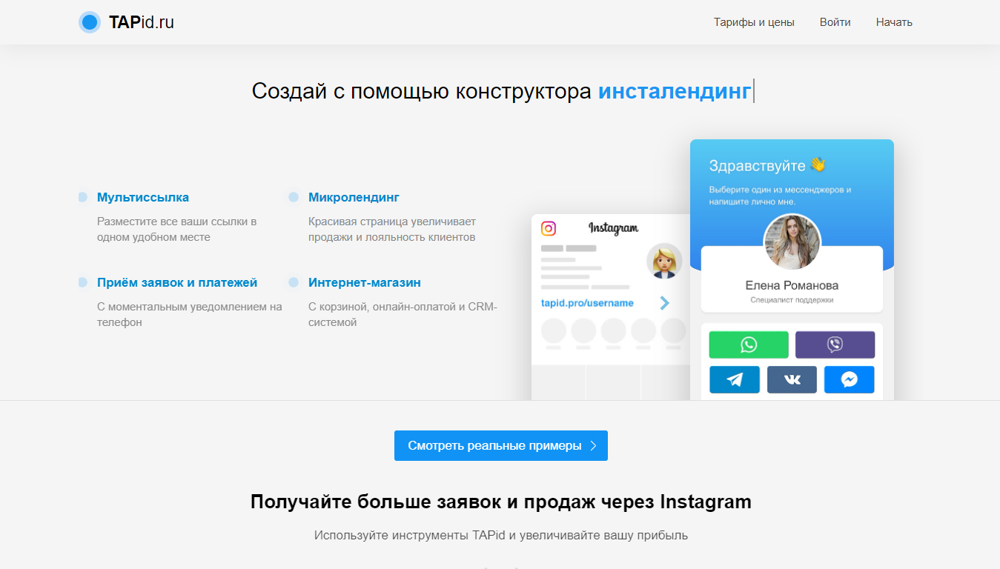 TAPid.ru
Тарифы и цены
Войти
Начать
Создай с помощью конструктора инсталендинг
Мультиссылка
Разместите все ваши ссылки в
одном удобном месте
Микролендинг
Красивая страница увеличивает
продажи и лояльность клиентов
Приём заявок и платежей
С моментальным уведомлением на
телефон
Интернет-магазин
С корзиной, онлайн-оплатой и CRM-
системой
Instagram
tapid.pro/username
Здравствуйте 👋
Выберите один из мессенджеров и
напишите лично мне.
Елена Романова
Специалист поддержки
Смотреть реальные примеры
Получайте больше заявок и продаж через Instagram
Используйте инструменты TAPid и увеличивайте вашу прибыль